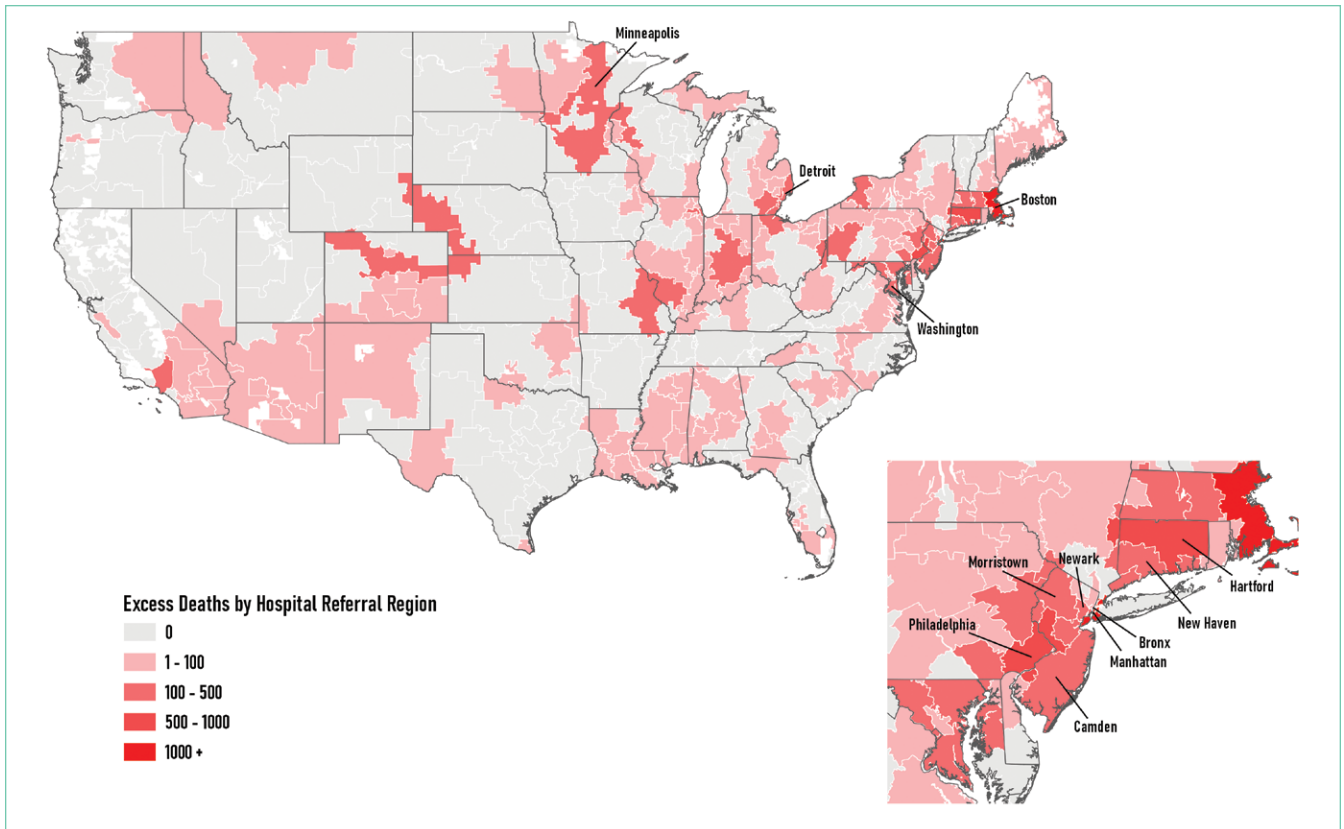 Minneapolis
Detroit
Boston
Washington
Excess Deaths by Hospital Referral Region
0
1 - 100
100 - 500
500 - 1000
1000 +
Morristown
Newark
Hartford
Philadelphia
New Haven
Bronx
Manhattan
Camden